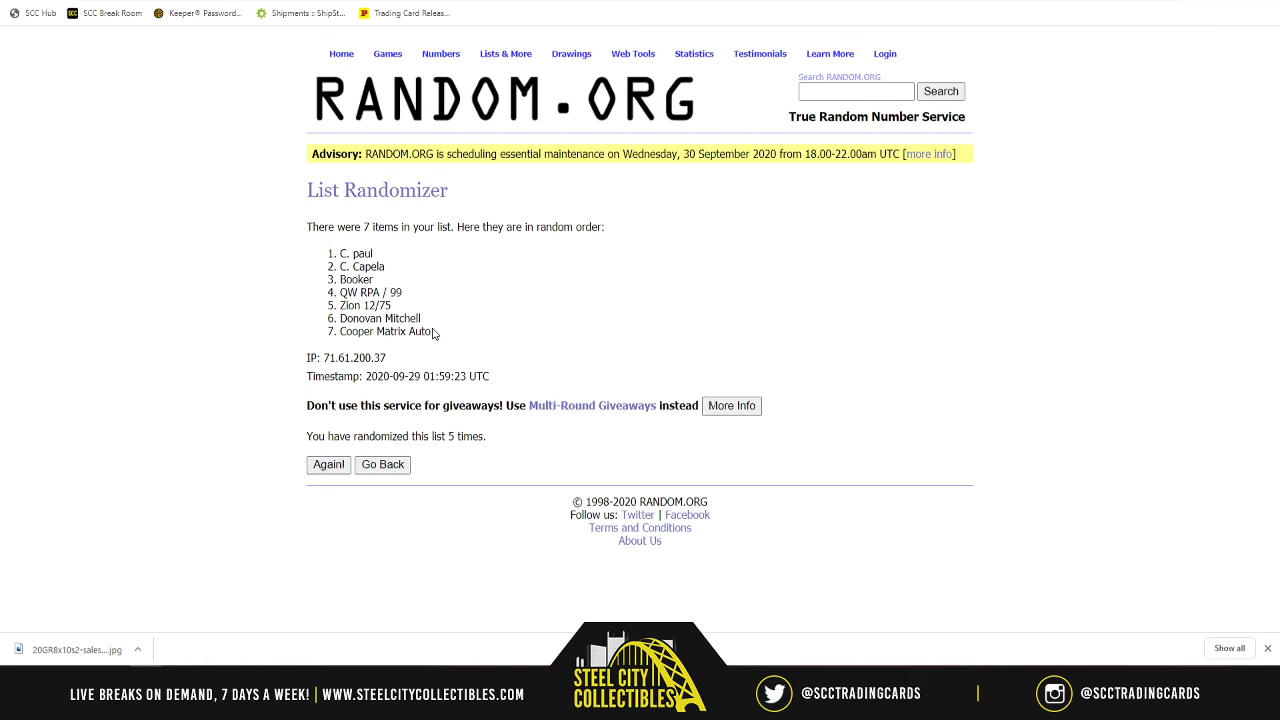 SCC Hub SCC Break Room Keeper® Password... Shipments :: ShipSt... Trading Card Releas...
Home Games Numbers Lists & More Drawings Web Tools Statistics Testimonials Learn More Login
RANDOM.ORG
Search RANDOM.ORG
Search
True Random Number Service
Advisory: RANDOM.ORG is scheduling essential maintenance on Wednesday, 30 September 2020 from 18.00-22.00am UTC [more info]
List Randomizer
There were 7 items in your list. Here they are in random order:
1. C. paul
2. C. Capela
3. Booker
4. QW RPA / 99
5. Zion 12/75
6. Donovan Mitchell
7. Cooper Matrix Auto
IP: 71.61.200.37
Timestamp: 2020-09-29 01:59:23 UTC
Don't use this service for giveaways! Use Multi-Round Giveaways instead More Info
You have randomized this list 5 times.
Again! Go Back
© 1998-2020 RANDOM.ORG
Follow us: Twitter | Facebook
Terms and Conditions
About Us
20GR8x10s2-sales....jpg Show all
LIVE BREAKS ON DEMAND, 7 DAYS A WEEK! | WWW.STEELCITYCOLLECTIBLES.COM
STEEL CITY
COLLECTIBLES
@SCCTRADINGCARDS | @SCCTRADINGCARDS